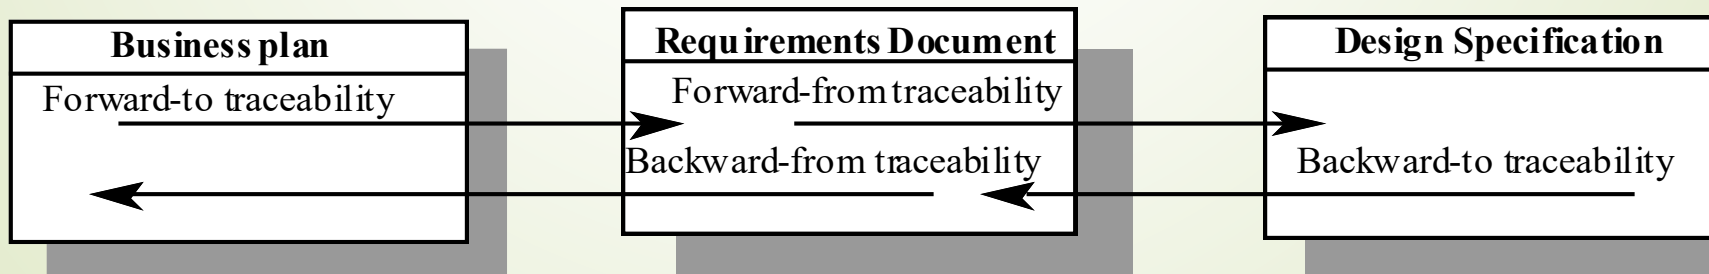 Business plan
Forward-to traceability
Requirements Document
Forward-from traceability
Backward-from traceability
Design Specification
Backward-to traceability